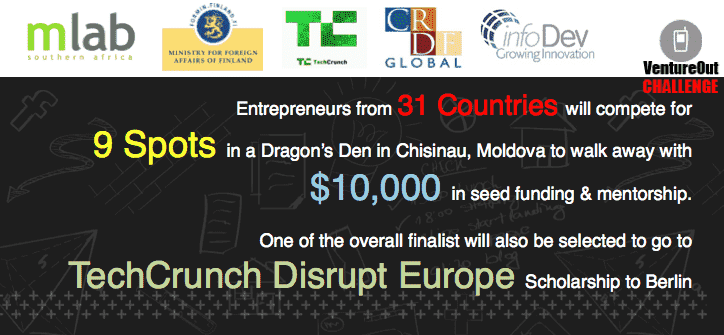 mlab
southern africa
FORMIN.FINLAND.FI
MINISTRY FOR FOREIGN
AFFAIRS OF FINLAND
TechCrunch
CRDF
GLOBAL
infoDev
Growing Innovation
VentureOut
CHALLENGE
Entrepreneurs from 31 Countries will compete for
9 Spots in a Dragon's Den in Chisinau, Moldova to walk away with
$10,000 in seed funding & mentorship.
One of the overall finalist will also be selected to go to
TechCrunch Disrupt Europe Scholarship to Berlin